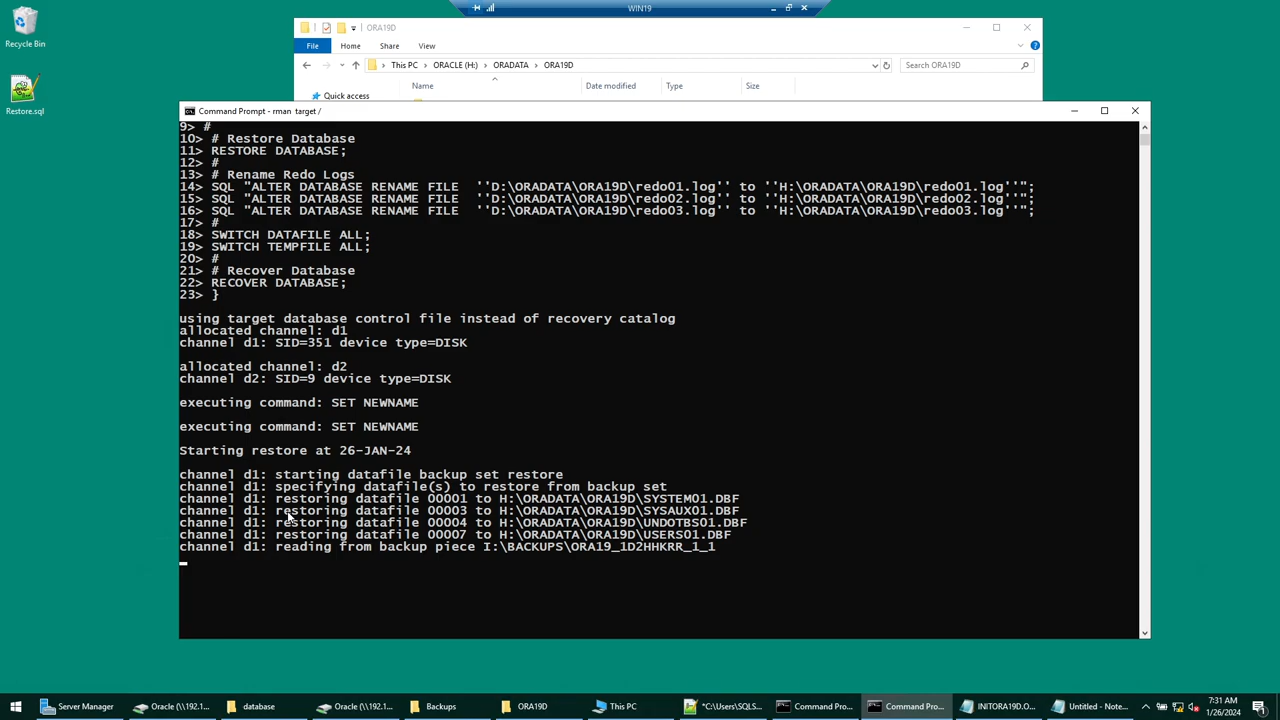 WIN19
Recycle Bin
Restore.sql
ORA19D
File Home Share View
This PC ORACLE (H:) ORADATA ORA19D
Search ORA19D
Name Date modified Type Size
Quick access
Command Prompt - rman target /
9> #
10> # Restore Database
11> RESTORE DATABASE;
12> #
13> # Rename Redo Logs
14> SQL "ALTER DATABASE RENAME FILE ''D:\ORADATA\ORA19D\redo01.log'' to ''H:\ORADATA\ORA19D\redo01.log''";
15> SQL "ALTER DATABASE RENAME FILE ''D:\ORADATA\ORA19D\redo02.log'' to ''H:\ORADATA\ORA19D\redo02.log''";
16> SQL "ALTER DATABASE RENAME FILE ''D:\ORADATA\ORA19D\redo03.log'' to ''H:\ORADATA\ORA19D\redo03.log''";
17> #
18> SWITCH DATAFILE ALL;
19> SWITCH TEMPFILE ALL;
20> #
21> # Recover Database
22> RECOVER DATABASE;
23> }
using target database control file instead of recovery catalog
allocated channel: d1
channel d1: SID=351 device type=DISK
allocated channel: d2
channel d2: SID=9 device type=DISK
executing command: SET NEWNAME
executing command: SET NEWNAME
Starting restore at 26-JAN-24
channel d1: starting datafile backup set restore
channel d1: specifying datafile(s) to restore from backup set
channel d1: restoring datafile 00001 to H:\ORADATA\ORA19D\SYSTEM01.DBF
channel d1: restoring datafile 00003 to H:\ORADATA\ORA19D\SYSAUX01.DBF
channel d1: restoring datafile 00004 to H:\ORADATA\ORA19D\UNDOTBS01.DBF
channel d1: restoring datafile 00007 to H:\ORADATA\ORA19D\USERS01.DBF
channel d1: reading from backup piece I:\BACKUPS\ORA19_1D2HHKRR_1_1
Server Manager
Oracle (\\192.1...
database
Oracle (\\192.1...
Backups
ORA19D
This PC
*C:\Users\SQLS...
Command Pro...
Command Pro...
INITORA19D.O...
Untitled - Note...
7:31 AM
1/26/2024